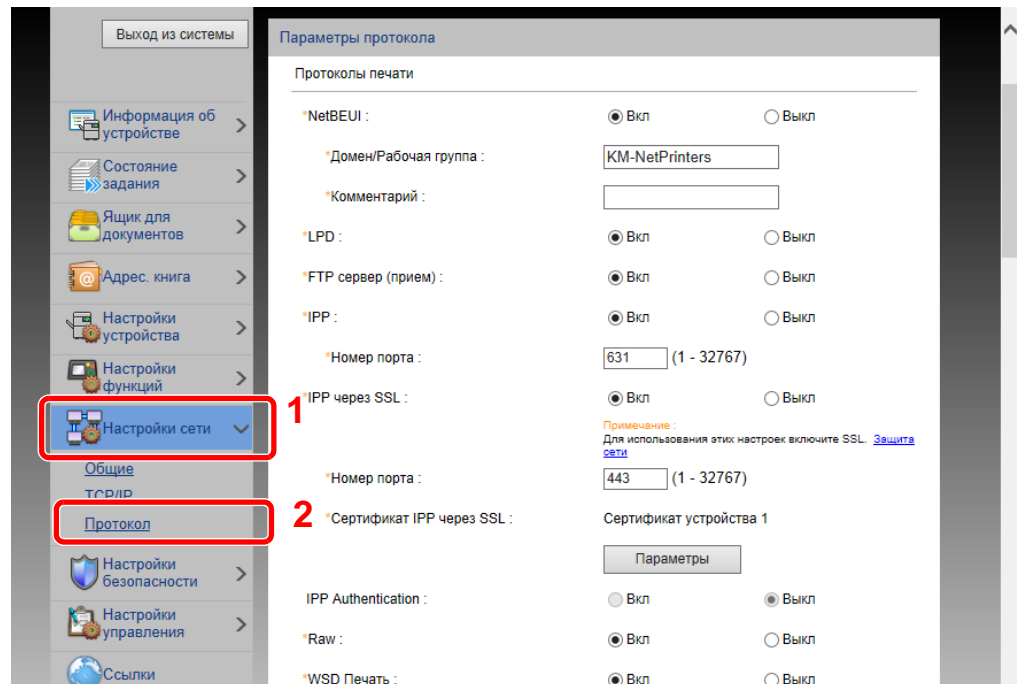 Выход из системы
Информация об
устройстве
Состояние
задания
Ящик для
документов
Адрес. книга
Настройки
устройства
Настройки
функций
Настройки сети
1
Общие
TCP/IP
Протокол
2
Настройки
безопасности
Настройки
управления
Ссылки
Параметры протокола
Протоколы печати
*NetBEUI : Вкл Выкл
*Домен/Рабочая группа : KM-NetPrinters
*Комментарий :
*LPD : Вкл Выкл
*FTP сервер (прием) : Вкл Выкл
*IPP : Вкл Выкл
*Номер порта : 631 (1 - 32767)
*IPP через SSL : Вкл Выкл
Примечание :
Для использования этих настроек включите SSL. Защита
сети
*Номер порта : 443 (1 - 32767)
*Сертификат IPP через SSL : Сертификат устройства 1
Параметры
IPP Authentication : Вкл Выкл
*Raw : Вкл Выкл
*WSD Печать : Вкл Выкл